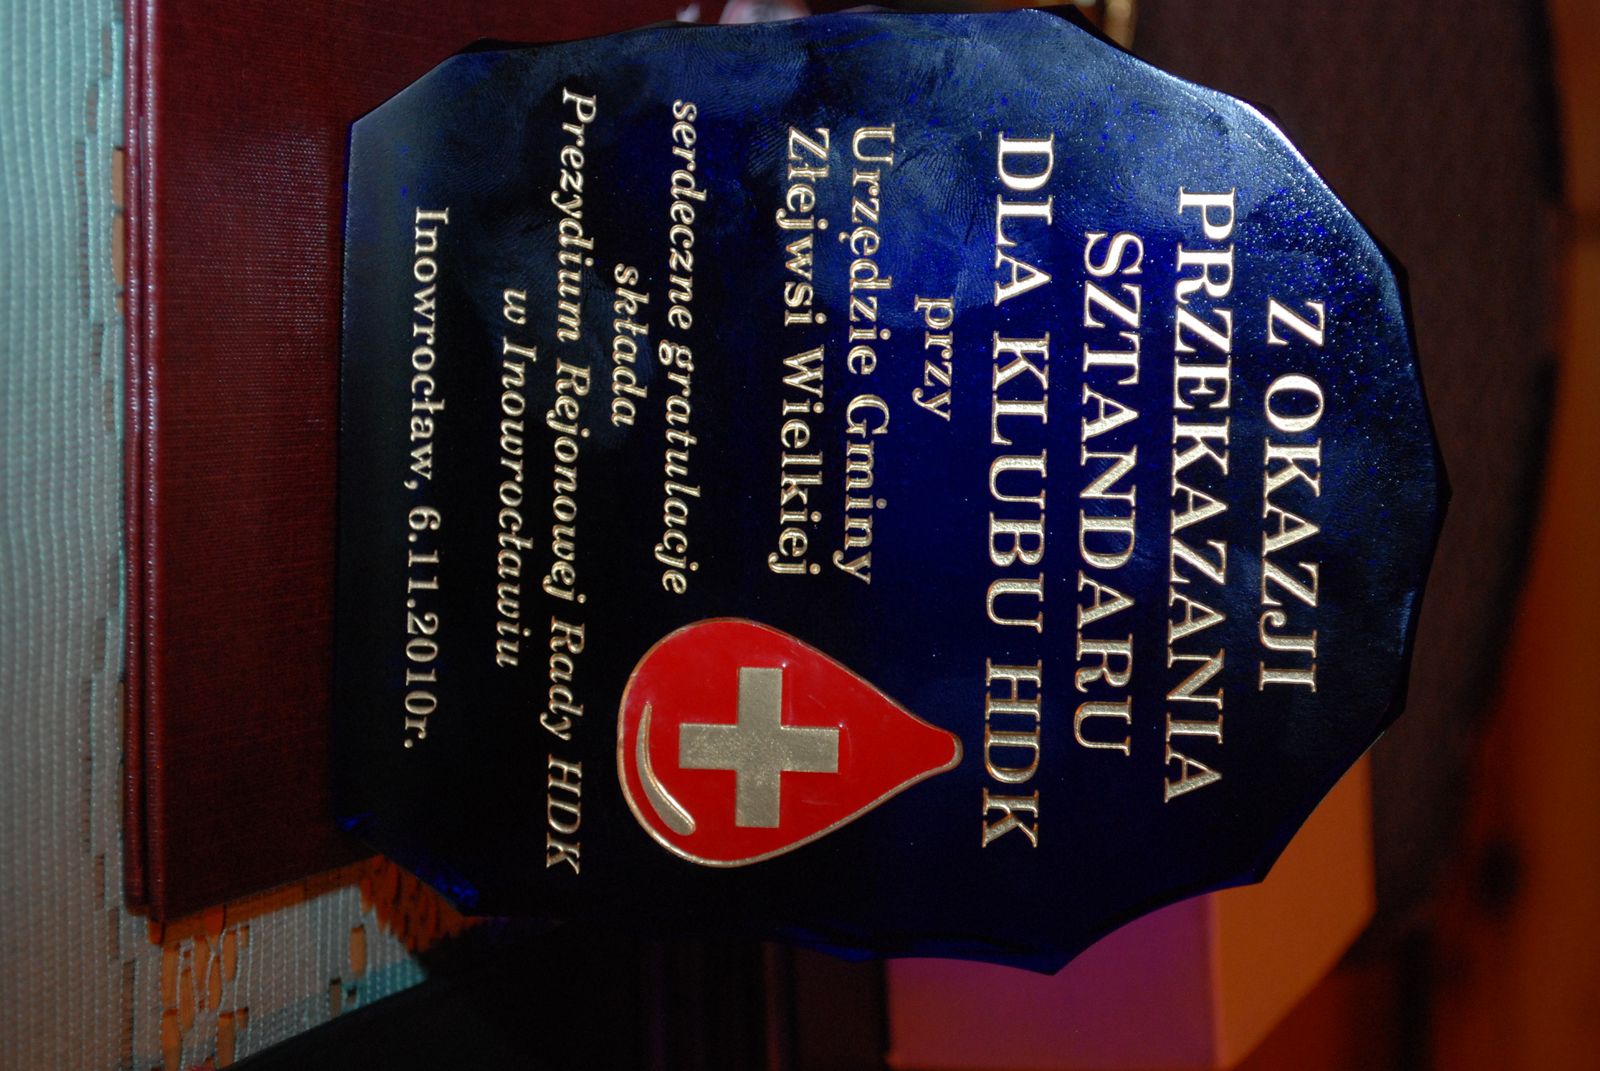 Z OKAZJI
PRZEKAZANIA
SZTANDARU
DLA KLUBU HDK
przy
Urzędzie Gminy
Złejwsi Wielkiej
serdeczne gratulacje
składa
Prezydium Rejonowej Rady HDK
w Inowrocławiu
Inowrocław, 6.11.2010r.